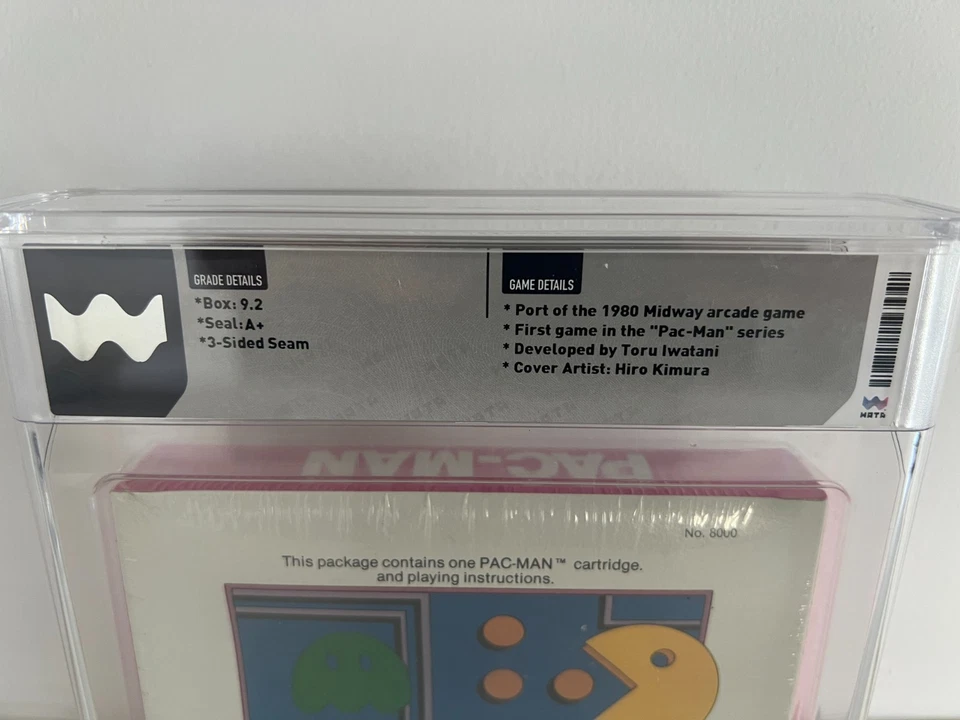 GRADE DETAILS
*Box: 9.2
*Seal:A+
*3-Sided Seam
GAME DETAILS
* Port of the 1980 Midway arcade game
* First game in the "Pac-Man" series
* Developed by Toru Iwatani
* Cover Artist: Hiro Kimura
WATA
PAC-MAN
No. 8000
This package contains one PAC-MAN™ cartridge.
and playing instructions.